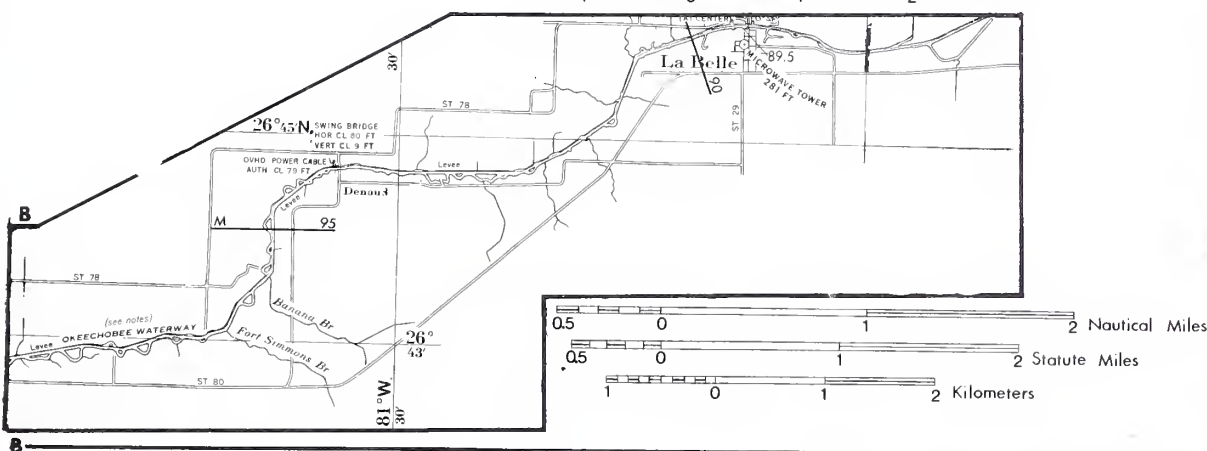 30'
La Belle
89.5
MICROWAVE TOWER
281 FT
90
ST 78
ST 29
26°45'N
SWING BRIDGE
HOR CL 80 FT
VERT CL 9 FT
OVHD POWER CABLE
AUTH CL 79 FT
Levee
Levee
Denaud
B
M 95
ST 78
(see notes)
OKEECHOBEE WATERWAY
Levee
Banana Br
Fort Simmons Br
26°
43'
ST 80
81°W.
30'
0.5 0 1 2 Nautical Miles
0.5 0 1 2 Statute Miles
1 0 1 2 Kilometers
B